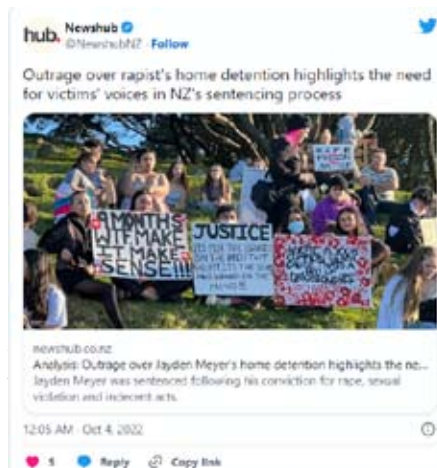 hub.
Newshub
@NewshubNZ · Follow
Outrage over rapist's home detention highlights the need
for victims' voices in NZ's sentencing process
9 MONTHS
WTF MAKE
IT MAKE
SENSE!!!
JUSTICE
newshub.co.nz
Analysis: Outrage over Jayden Meyer's home detention highlights the ne...
Jayden Meyer was sentenced following his conviction for rape, sexual
violation and indecent acts.
12:05 AM · Oct 4, 2022
5 Reply Copy link